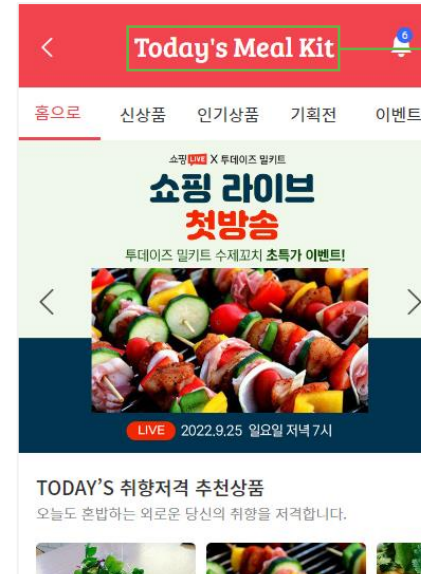 Today's Meal Kit
6
홈으로 신상품 인기상품 기획전 이벤트
쇼핑 LIVE X 투데이즈 밀키트
쇼핑 라이브
첫방송
투데이즈 밀키트 수제꼬치 초특가 이벤트!
LIVE 2022.9.25 일요일 저녁 7시
TODAY'S 취향저격 추천상품
오늘도 혼밥하는 외로운 당신의 취향을 저격합니다.